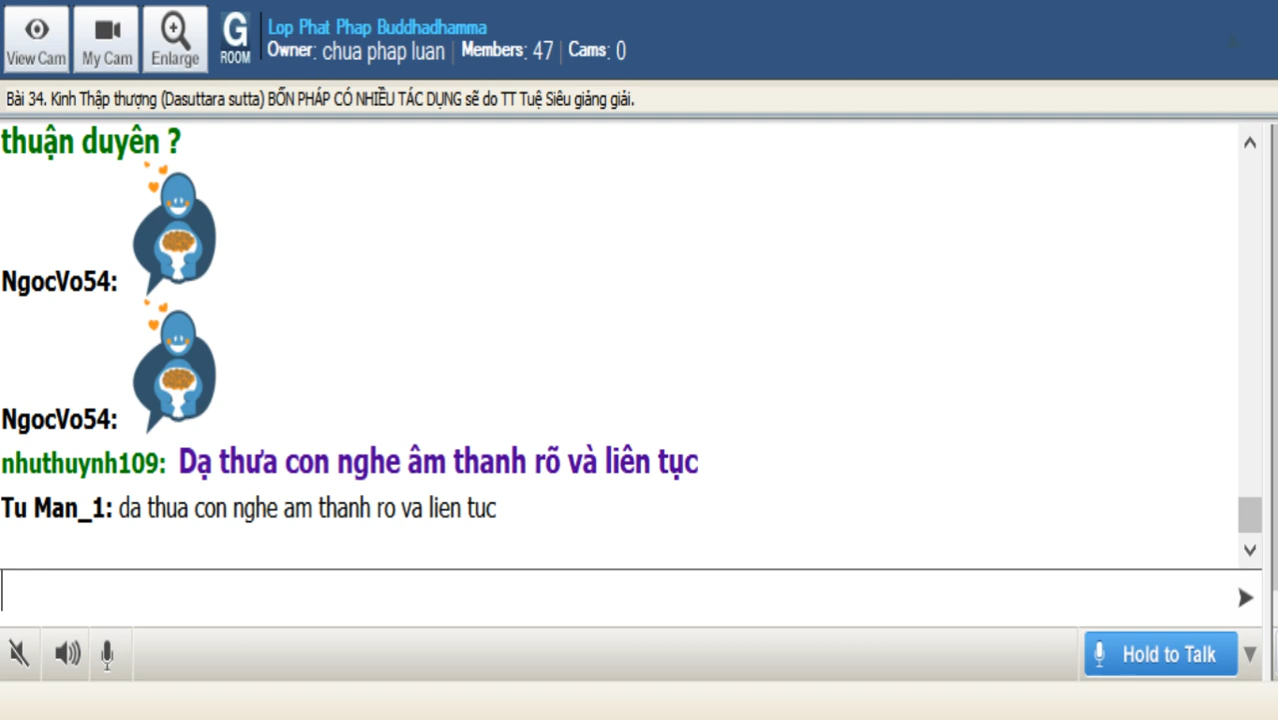 View Cam
My Cam
Enlarge
G
ROOM
Lop Phat Phap Buddhadhamma
Owner: chua phap luan | Members: 47 | Cams: 0
Bài 34. Kinh Thập thượng (Dasuttara sutta) BỐN PHÁP CÓ NHIỀU TÁC DỤNG sẽ do TT Tuệ Siêu giảng giải.
thuận duyên ?
NgocVo54:
NgocVo54:
nhuthuynh109: Dạ thưa con nghe âm thanh rõ và liên tục
Tu Man_1: da thua con nghe am thanh ro va lien tuc
Hold to Talk